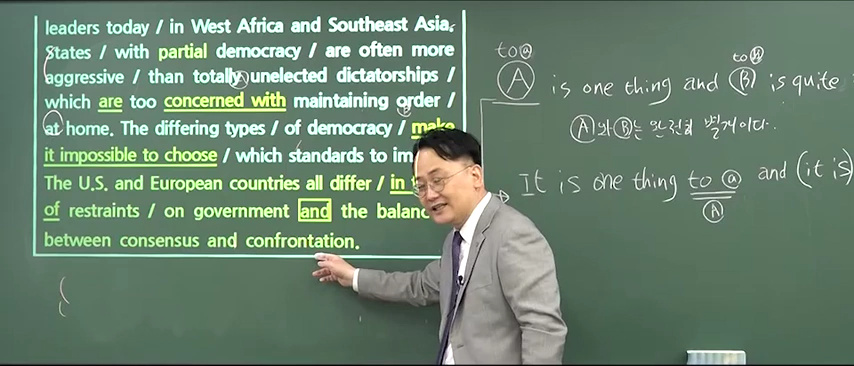 leaders today / in West Africa and Southeast Asia.
States / with partial democracy / are often more
aggressive / than totally unelected dictatorships /
which are too concerned with maintaining order /
at home. The differing types / of democracy / make
it impossible to choose / which standards to im
The U.S. and European countries all differ / in
of restraints / on government and the balanc
between consensus and confrontation.
to ⓐ to ⓑ
Ⓐ is one thing and Ⓑ is quite
Ⓐ와 Ⓑ는 완전히 별개이다.
It is one thing to ⓐ and (it is)
Ⓐ